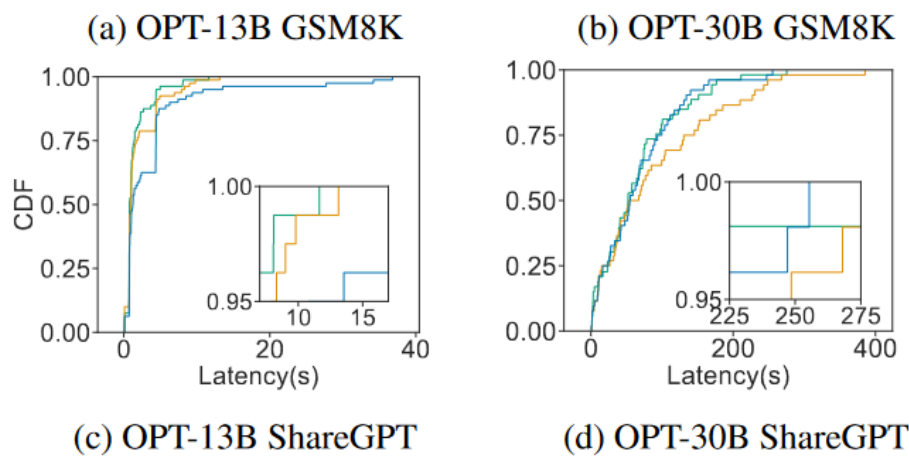 (a) OPT-13B GSM8K
(b) OPT-30B GSM8K
CDF
1.00
0.75
0.50
0.25
0.00
1.00
0.95
10 15
0 20 40
Latency(s)
1.00
0.75
0.50
0.25
0.00
1.00
0.95
225 250 275
0 200 400
Latency(s)
(c) OPT-13B ShareGPT
(d) OPT-30B ShareGPT